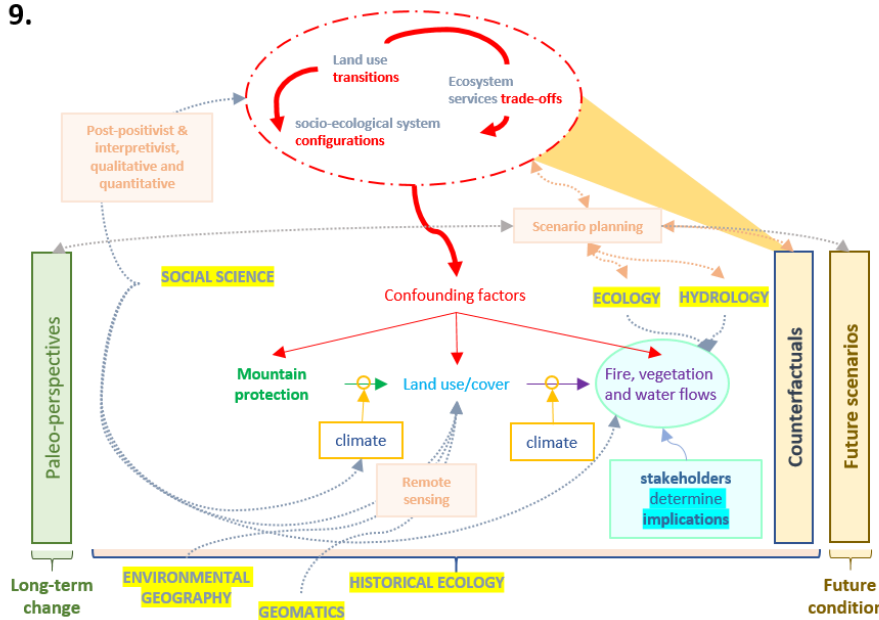 9.
Land use
transitions
Ecosystem
services trade-offs
socio-ecological system
configurations
Post-positivist &
interpretivist,
qualitative and
quantitative
Scenario planning
SOCIAL SCIENCE
ECOLOGY
HYDROLOGY
Confounding factors
Paleo-perspectives
Mountain
protection
Land use/cover
Fire, vegetation
and water flows
Counterfactuals
Future scenarios
climate
climate
Remote
sensing
stakeholders
determine
implications
Long-term
change
ENVIRONMENTAL
GEOGRAPHY
GEOMATICS
HISTORICAL ECOLOGY
Future
condition